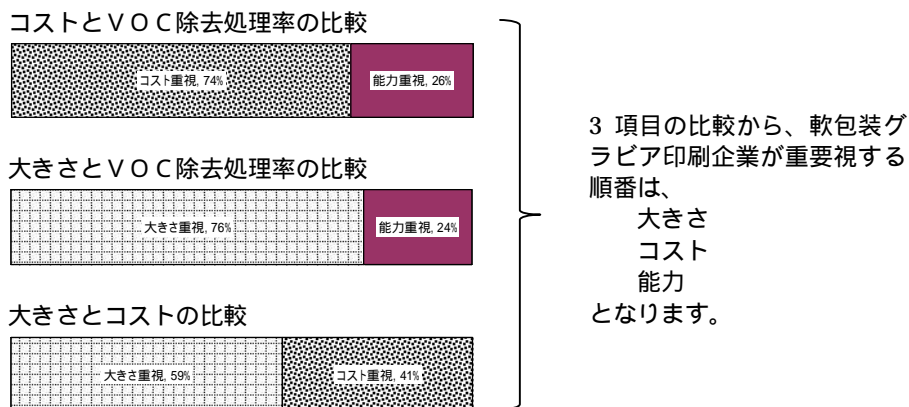 コストとＶＯＣ除去処理率の比較
コスト重視, 74%
能力重視, 26%
大きさとＶＯＣ除去処理率の比較
大きさ重視, 76%
能力重視, 24%
大きさとコストの比較
大きさ重視, 59%
コスト重視, 41%
3 項目の比較から、軟包装グ
ラビア印刷企業が重要視する
順番は、
大きさ
コスト
能力
となります。